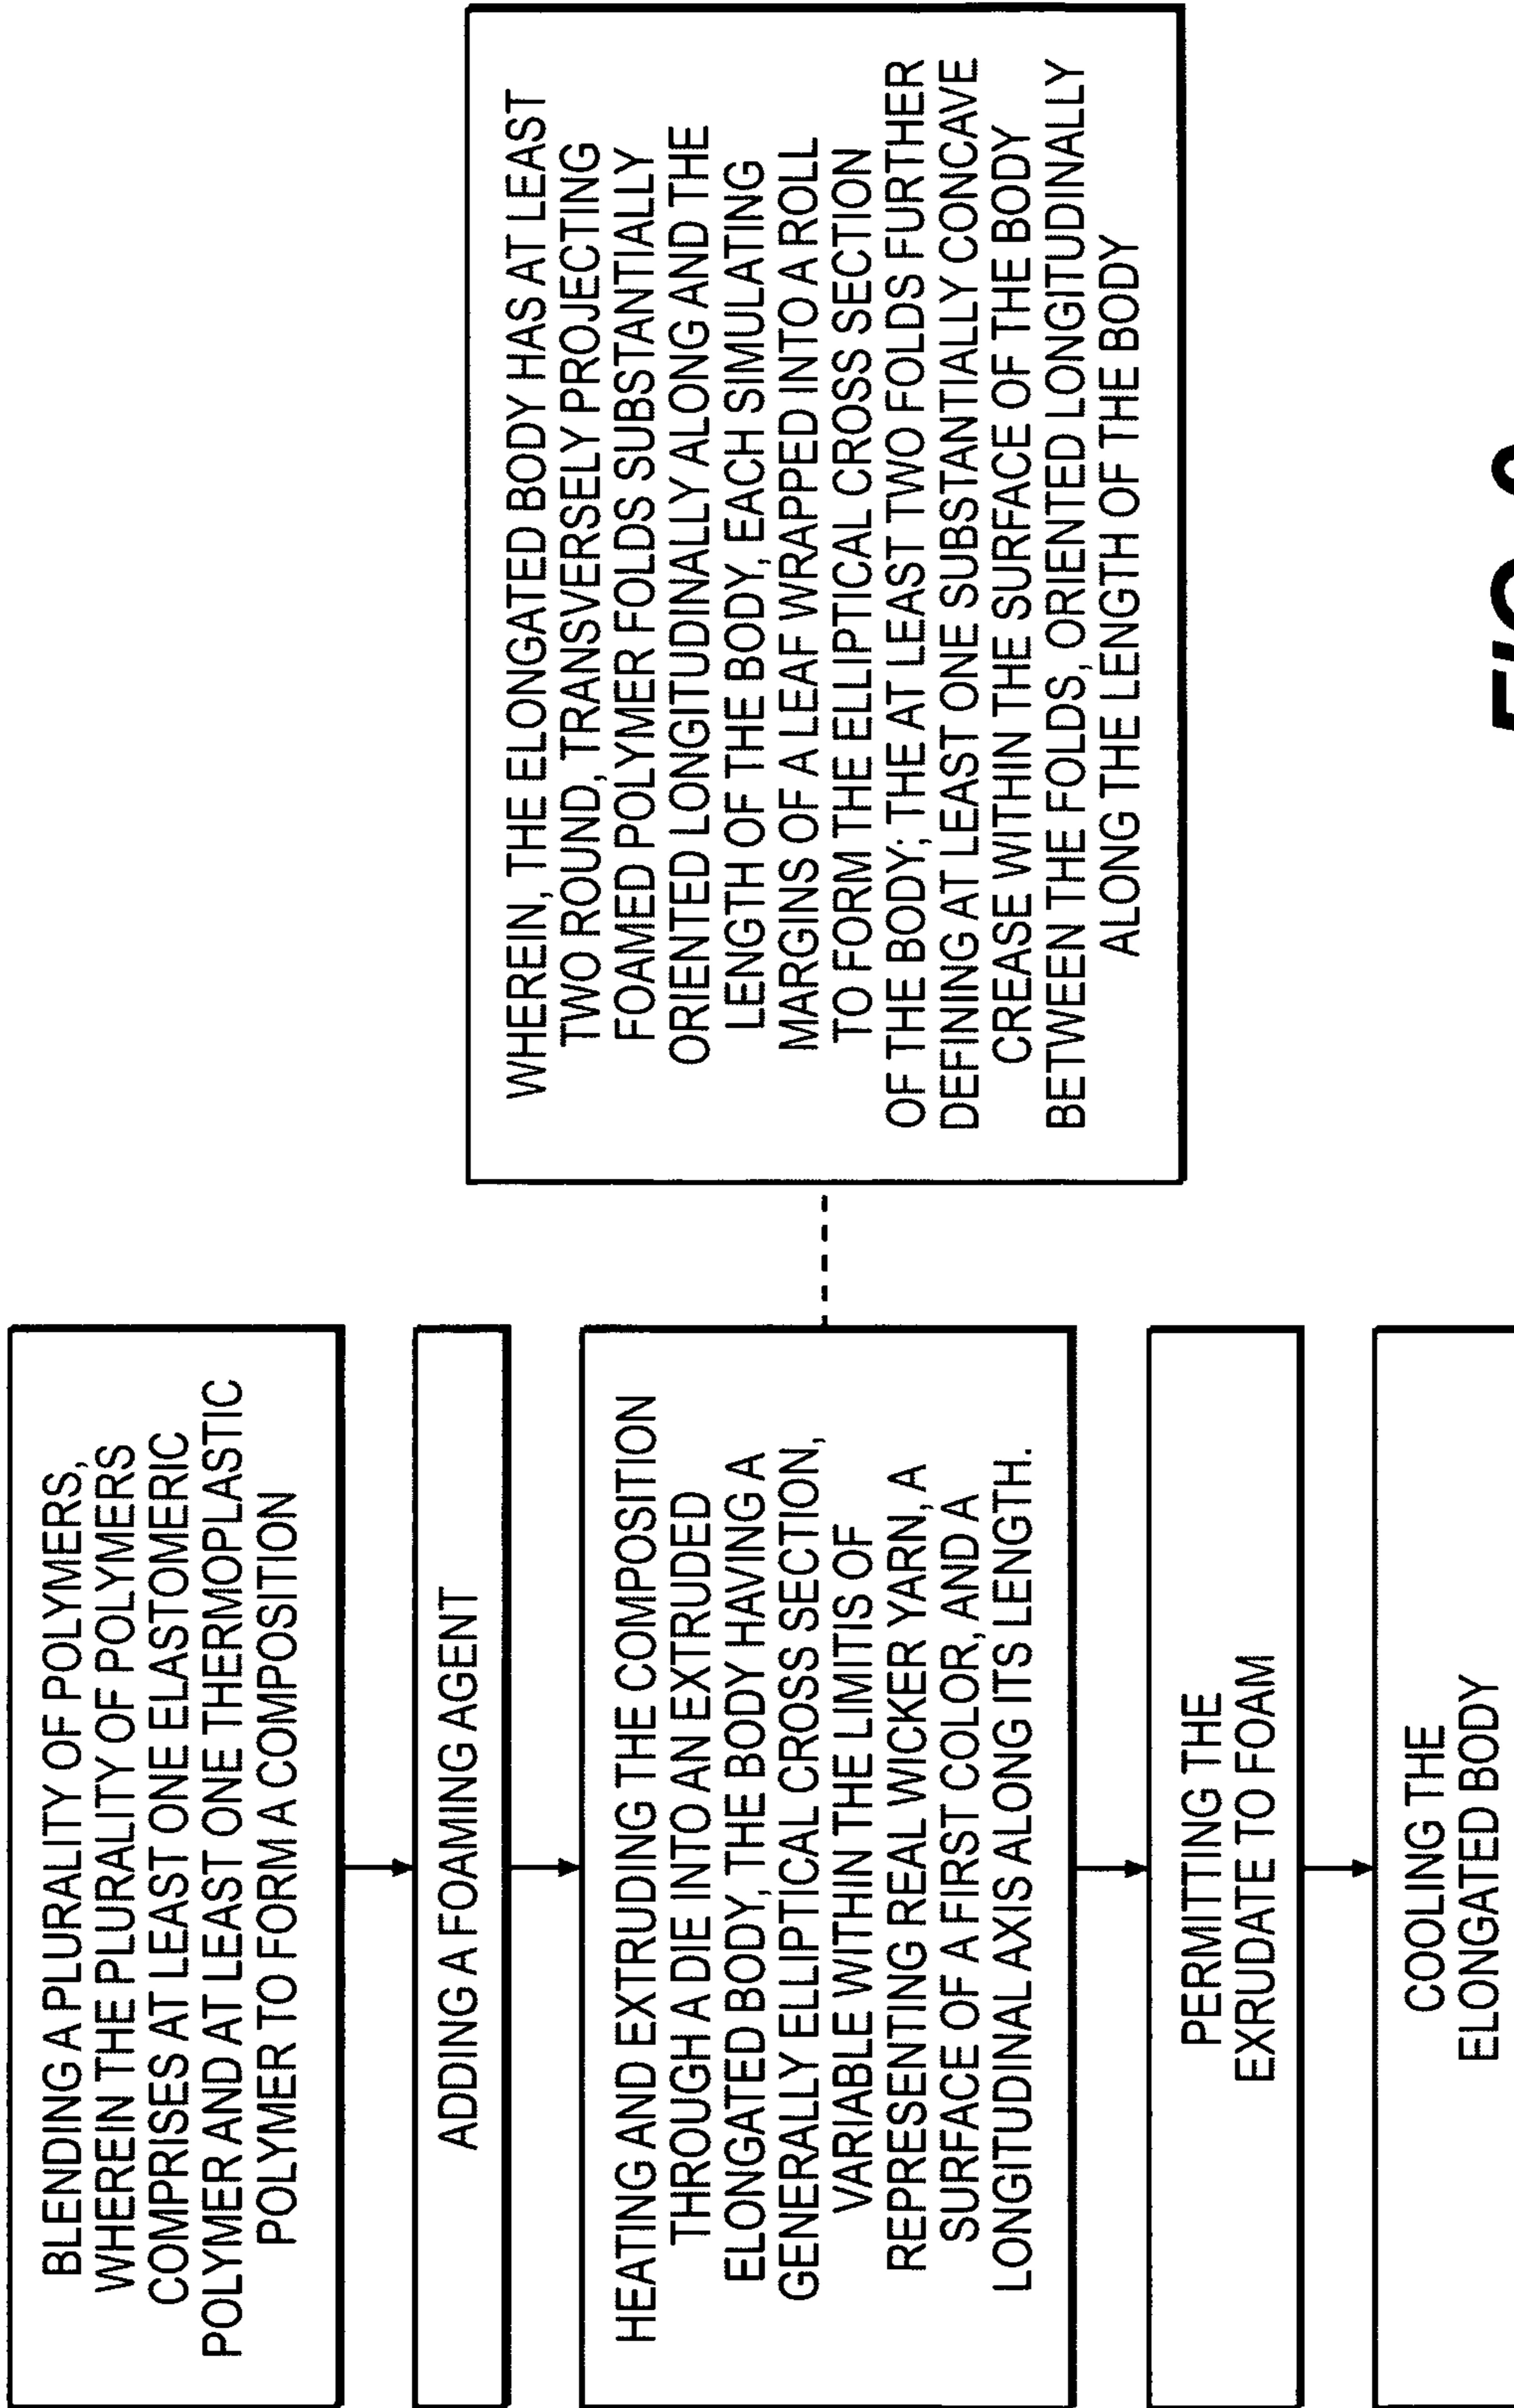 BLENDING A PLURALITY OF POLYMERS,
WHEREIN THE PLURALITY OF POLYMERS
COMPRISES AT LEAST ONE ELASTOMERIC
POLYMER AND AT LEAST ONE THERMOPLASTIC
POLYMER TO FORM A COMPOSITION
ADDING A FOAMING AGENT
HEATING AND EXTRUDING THE COMPOSITION
THROUGH A DIE INTO AN EXTRUDED
ELONGATED BODY, THE BODY HAVING A
GENERALLY ELLIPTICAL CROSS SECTION,
VARIABLE WITHIN THE LIMITIS OF
REPRESENTING REAL WICKER YARN, A
SURFACE OF A FIRST COLOR, AND A
LONGITUDINAL AXIS ALONG ITS LENGTH.
WHEREIN, THE ELONGATED BODY HAS AT LEAST
TWO ROUND, TRANSVERSELY PROJECTING
FOAMED POLYMER FOLDS SUBSTANTIALLY
ORIENTED LONGITUDINALLY ALONG AND THE
LENGTH OF THE BODY, EACH SIMULATING
MARGINS OF A LEAF WRAPPED INTO A ROLL
TO FORM THE ELLIPTICAL CROSS SECTION
OF THE BODY; THE AT LEAST TWO FOLDS FURTHER
DEFINING AT LEAST ONE SUBSTANTIALLY CONCAVE
CREASE WITHIN THE SURFACE OF THE BODY
BETWEEN THE FOLDS, ORIENTED LONGITUDINALLY
ALONG THE LENGTH OF THE BODY
PERMITTING THE
EXRUDATE TO FOAM
COOLING THE
ELONGATED BODY
FIG.